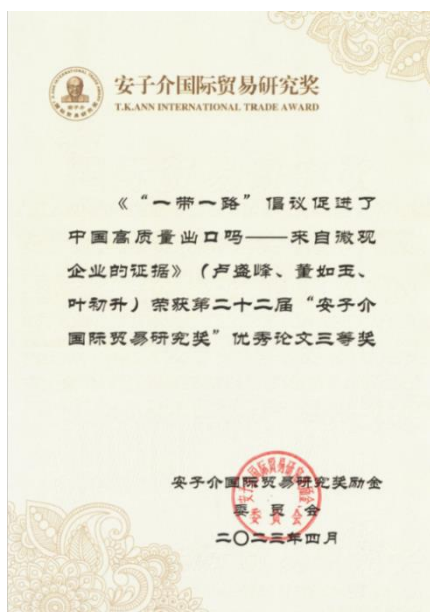 安子介国际贸易研究奖
T.K.ANN INTERNATIONAL TRADE AWARD
《“一带一路”倡议促进了
中国高质量出口吗——来自微观
企业的证据》(卢盛峰、董如玉、
叶初升)荣获第二十二届“安子介
国际贸易研究奖”优秀论文三等奖
安子介国际贸易研究奖励金
委员会
二〇二三年四月